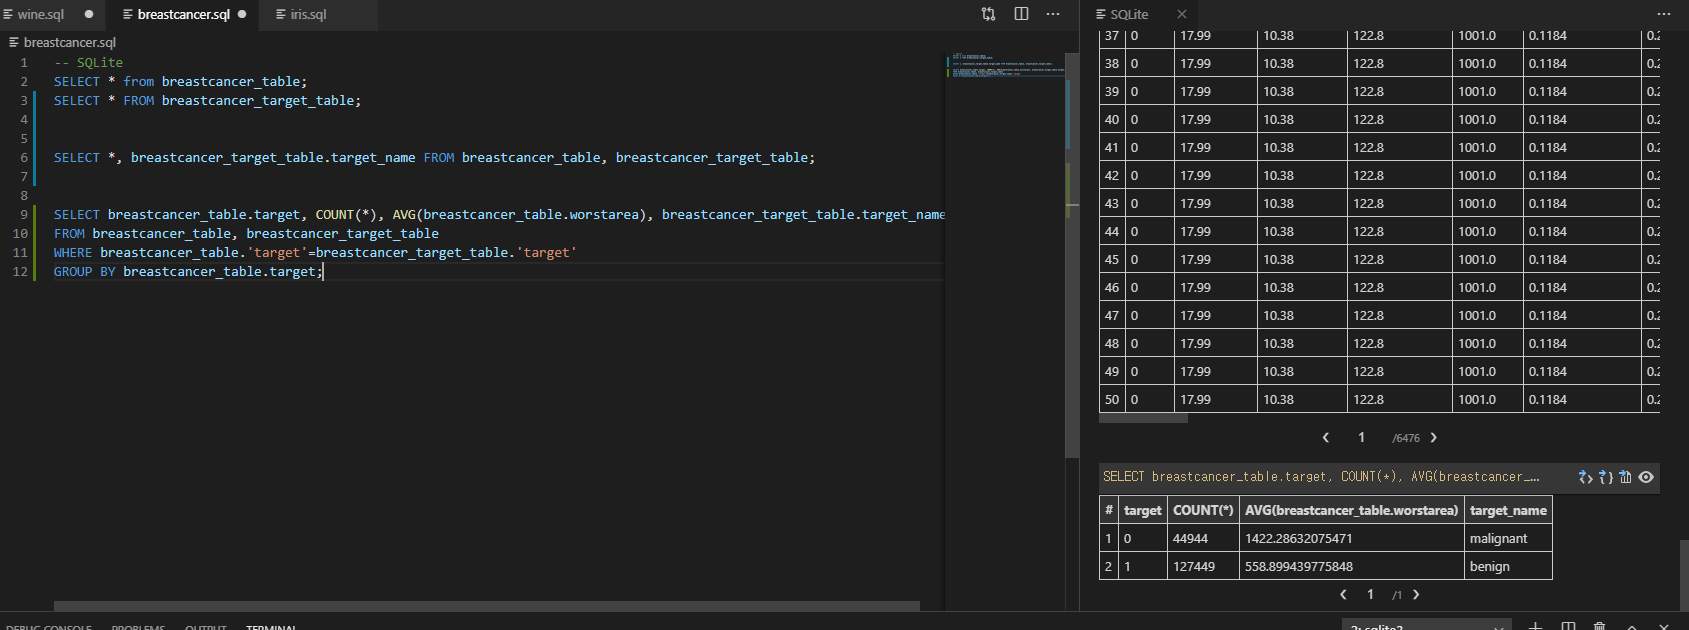 wine.sql breastcancer.sql iris.sql SQLite
breastcancer.sql
1 -- SQLite
2 SELECT * from breastcancer_table;
3 SELECT * FROM breastcancer_target_table;
4
5
6 SELECT *, breastcancer_target_table.target_name FROM breastcancer_table, breastcancer_target_table;
7
8
9 SELECT breastcancer_table.target, COUNT(*), AVG(breastcancer_table.worstarea), breastcancer_target_table.target_name
10 FROM breastcancer_table, breastcancer_target_table
11 WHERE breastcancer_table.'target'=breastcancer_target_table.'target'
12 GROUP BY breastcancer_table.target;
37 0 17.99 10.38 122.8 1001.0 0.1184 0.2
38 0 17.99 10.38 122.8 1001.0 0.1184 0.2
39 0 17.99 10.38 122.8 1001.0 0.1184 0.2
40 0 17.99 10.38 122.8 1001.0 0.1184 0.2
41 0 17.99 10.38 122.8 1001.0 0.1184 0.2
42 0 17.99 10.38 122.8 1001.0 0.1184 0.2
43 0 17.99 10.38 122.8 1001.0 0.1184 0.2
44 0 17.99 10.38 122.8 1001.0 0.1184 0.2
45 0 17.99 10.38 122.8 1001.0 0.1184 0.2
46 0 17.99 10.38 122.8 1001.0 0.1184 0.2
47 0 17.99 10.38 122.8 1001.0 0.1184 0.2
48 0 17.99 10.38 122.8 1001.0 0.1184 0.2
49 0 17.99 10.38 122.8 1001.0 0.1184 0.2
50 0 17.99 10.38 122.8 1001.0 0.1184 0.2
1 /6476
SELECT breastcancer_table.target, COUNT(*), AVG(breastcancer_...
# target COUNT(*) AVG(breastcancer_table.worstarea) target_name
1 0 44944 1422.28632075471 malignant
2 1 127449 558.899439775848 benign
1 /1
DEBUG CONSOLE PROBLEMS OUTPUT TERMINAL 2: sqlite3